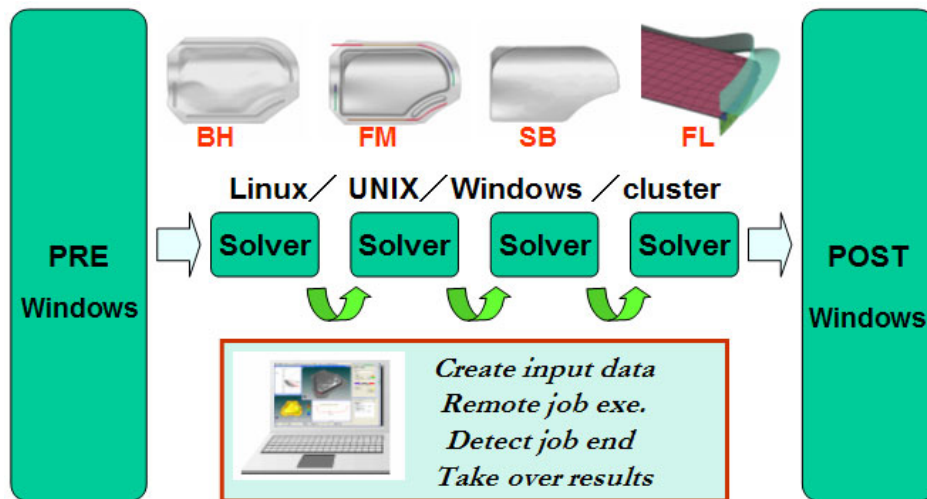 BH
FM
SB
FL
Linux／ UNIX／Windows ／cluster
PRE
Windows
Solver
Solver
Solver
Solver
POST
Windows
Create input data
Remote job exe.
Detect job end
Take over results